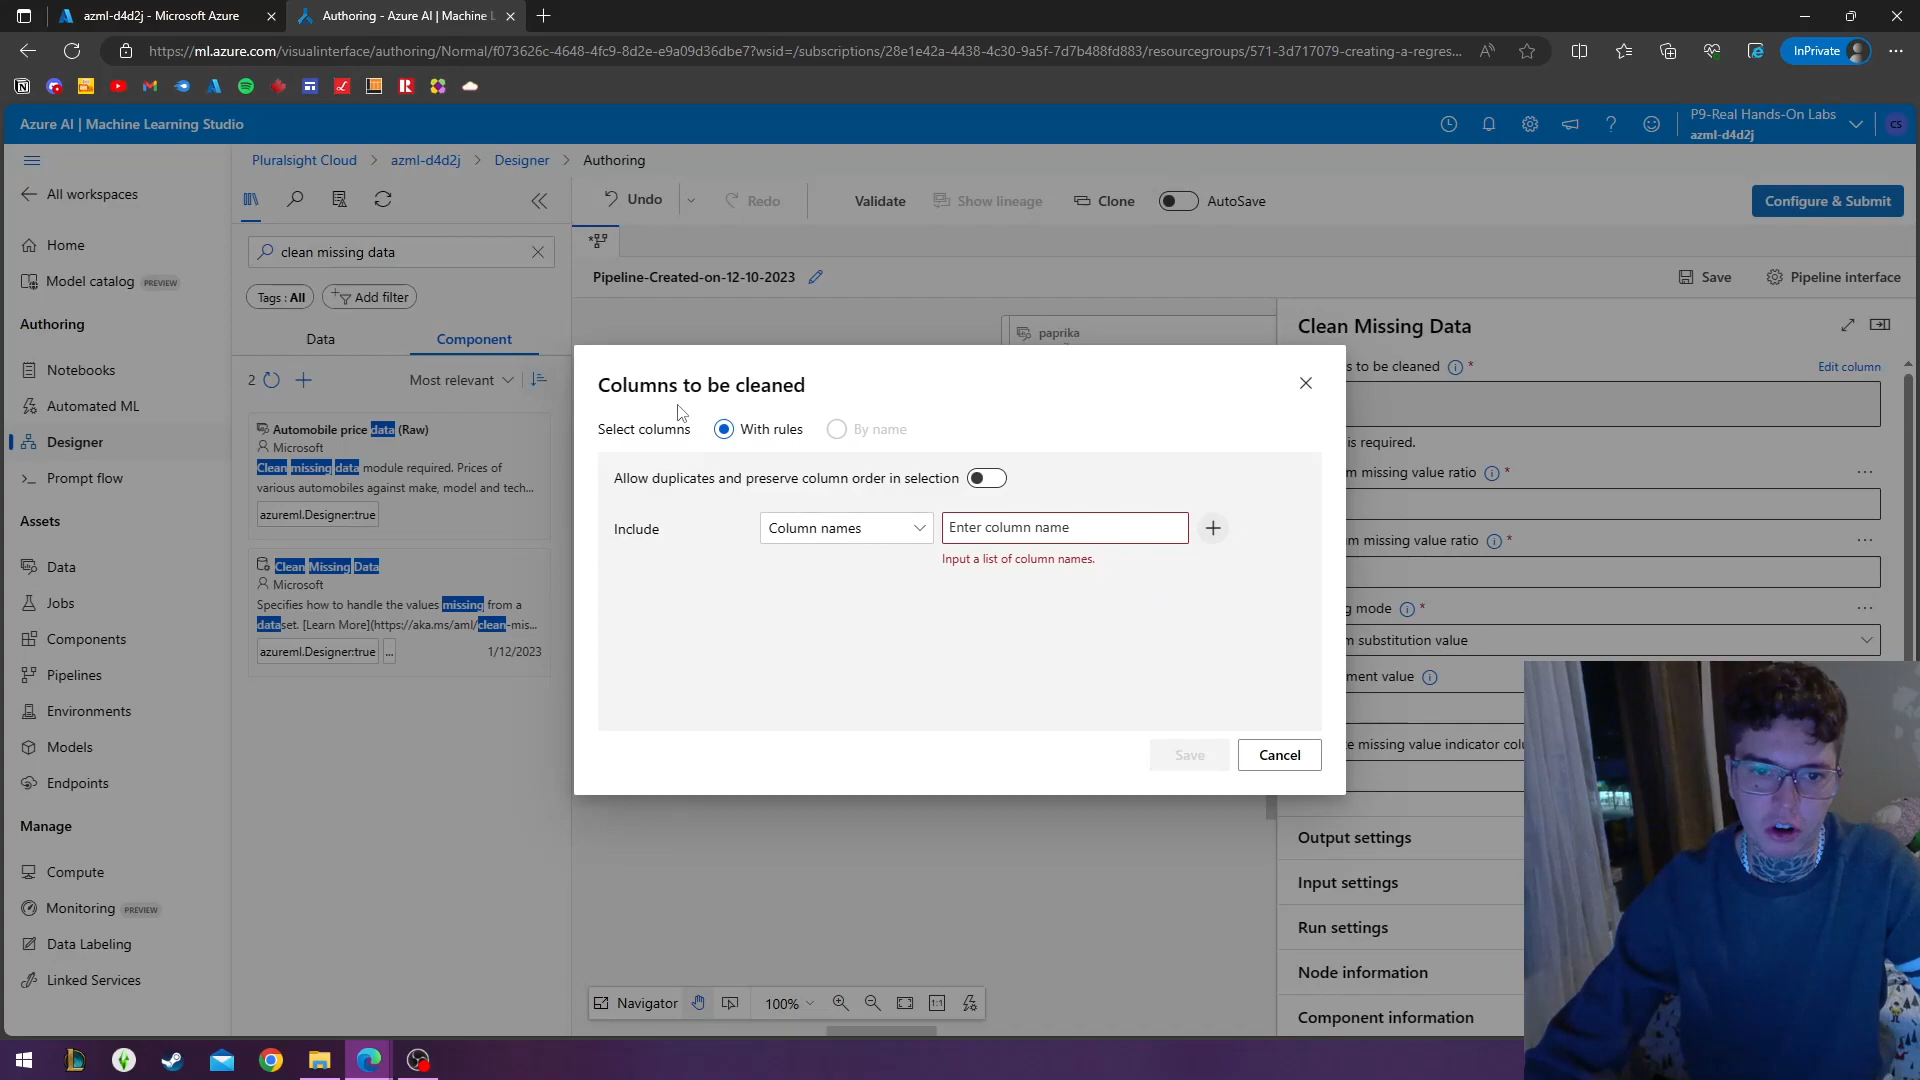 azml-d4d2j - Microsoft Azure
Authoring - Azure AI | Machine L
https://ml.azure.com/visualinterface/authoring/Normal/f073626c-4648-4fc9-8d2e-e9a09d36dbe7?wsid=/subscriptions/28e1e42a-4438-4c30-9a5f-7d7b488fd883/resourcegroups/571-3d717079-creating-a-regres...
InPrivate
Azure AI | Machine Learning Studio
P9-Real Hands-On Labs
azml-d4d2j
CS
All workspaces
Home
Model catalog PREVIEW
Authoring
Notebooks
Automated ML
Designer
Prompt flow
Assets
Data
Jobs
Components
Pipelines
Environments
Models
Endpoints
Manage
Compute
Monitoring PREVIEW
Data Labeling
Linked Services
Pluralsight Cloud > azml-d4d2j > Designer > Authoring
clean missing data
Tags : All
Add filter
Data
Component
2
Most relevant
Automobile price data (Raw)
Microsoft
Clean missing data module required. Prices of
various automobiles against make, model and tech...
azureml.Designer:true
Clean Missing Data
Microsoft
Specifies how to handle the values missing from a
dataset. [Learn More](https://aka.ms/aml/clean-mis...
azureml.Designer:true
...
1/12/2023
Undo
Redo
Validate
Show lineage
Clone
AutoSave
Configure & Submit
Pipeline-Created-on-12-10-2023
Save
Pipeline interface
paprika
Columns to be cleaned
Select columns
With rules
By name
Allow duplicates and preserve column order in selection
Include
Column names
Enter column name
Input a list of column names.
Save
Cancel
Clean Missing Data
s to be cleaned *
Edit column
is required.
m missing value ratio *
m missing value ratio *
g mode *
m substitution value
ment value
e missing value indicator colu
Output settings
Input settings
Run settings
Node information
Component information
Navigator
100%
1:1